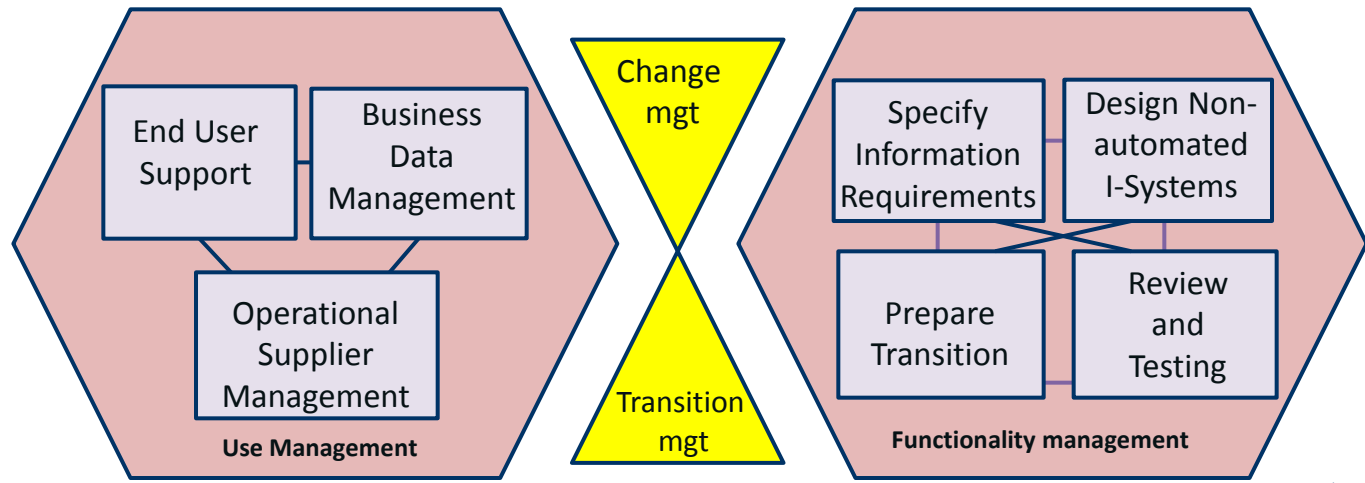 End User
Support
Business
Data
Management
Operational
Supplier
Management
Use Management
Change
mgt
Transition
mgt
Specify
Information
Requirements
Design Non-
automated
I-Systems
Prepare
Transition
Review
and
Testing
Functionality management